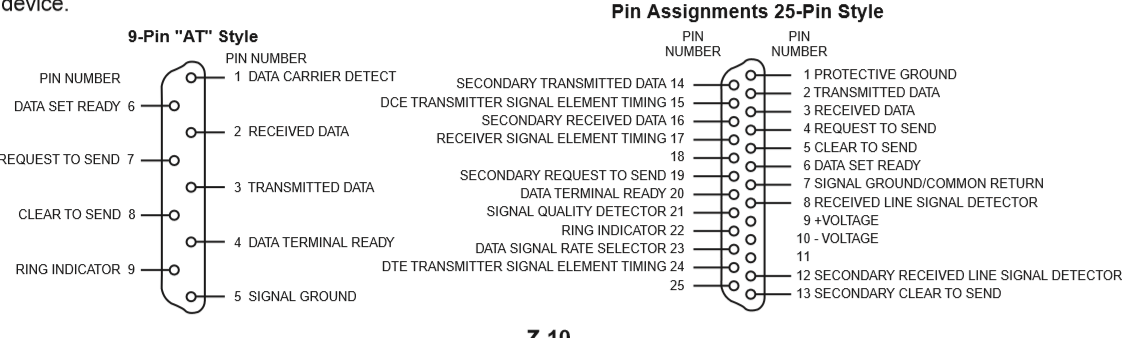 device.
Pin Assignments 25-Pin Style
9-Pin "AT" Style
PIN NUMBER
PIN NUMBER
1 DATA CARRIER DETECT
DATA SET READY 6
2 RECEIVED DATA
REQUEST TO SEND 7
3 TRANSMITTED DATA
CLEAR TO SEND 8
4 DATA TERMINAL READY
RING INDICATOR 9
5 SIGNAL GROUND
PIN
NUMBER
SECONDARY TRANSMITTED DATA 14
DCE TRANSMITTER SIGNAL ELEMENT TIMING 15
SECONDARY RECEIVED DATA 16
RECEIVER SIGNAL ELEMENT TIMING 17
18
SECONDARY REQUEST TO SEND 19
DATA TERMINAL READY 20
SIGNAL QUALITY DETECTOR 21
RING INDICATOR 22
DATA SIGNAL RATE SELECTOR 23
DTE TRANSMITTER SIGNAL ELEMENT TIMING 24
25
PIN
NUMBER
1 PROTECTIVE GROUND
2 TRANSMITTED DATA
3 RECEIVED DATA
4 REQUEST TO SEND
5 CLEAR TO SEND
6 DATA SET READY
7 SIGNAL GROUND/COMMON RETURN
8 RECEIVED LINE SIGNAL DETECTOR
9 +VOLTAGE
10 - VOLTAGE
11
12 SECONDARY RECEIVED LINE SIGNAL DETECTOR
13 SECONDARY CLEAR TO SEND